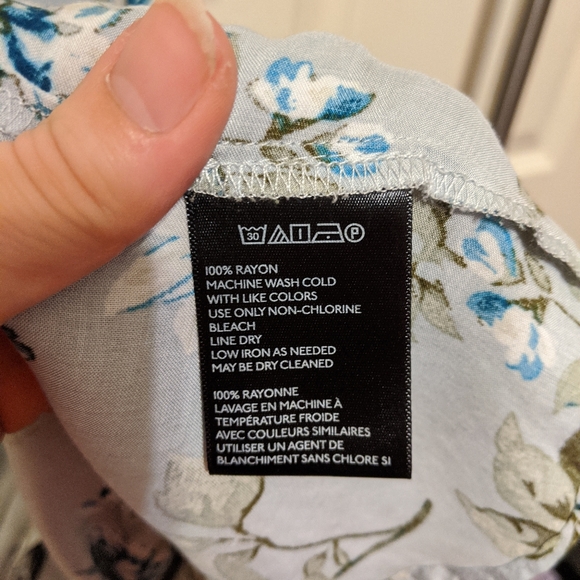 30 P
100% RAYON
MACHINE WASH COLD
WITH LIKE COLORS
USE ONLY NON-CHLORINE
BLEACH
LINE DRY
LOW IRON AS NEEDED
MAY BE DRY CLEANED
100% RAYONNE
LAVAGE EN MACHINE À
TEMPÉRATURE FROIDE
AVEC COULEURS SIMILAIRES
UTILISER UN AGENT DE
BLANCHIMENT SANS CHLORE SI